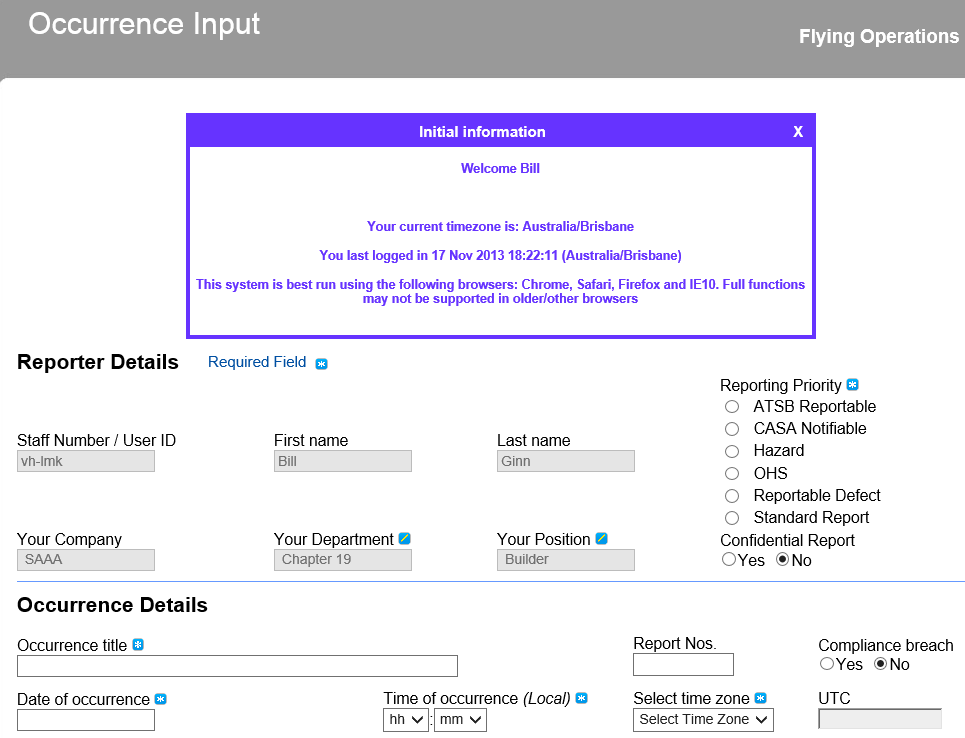 Occurrence Input
Flying Operations
Initial information X
Welcome Bill
Your current timezone is: Australia/Brisbane
You last logged in 17 Nov 2013 18:22:11 (Australia/Brisbane)
This system is best run using the following browsers: Chrome, Safari, Firefox and IE10. Full functions
may not be supported in older/other browsers
Reporter Details Required Field
Reporting Priority
ATSB Reportable
CASA Notifiable
Hazard
OHS
Reportable Defect
Standard Report
Staff Number / User ID First name Last name
vh-lmk Bill Ginn
Your Company Your Department Your Position
SAAA Chapter 19 Builder
Confidential Report
Yes No
Occurrence Details
Occurrence title Report Nos. Compliance breach
Yes No
Date of occurrence Time of occurrence (Local) Select time zone UTC
hh : mm Select Time Zone